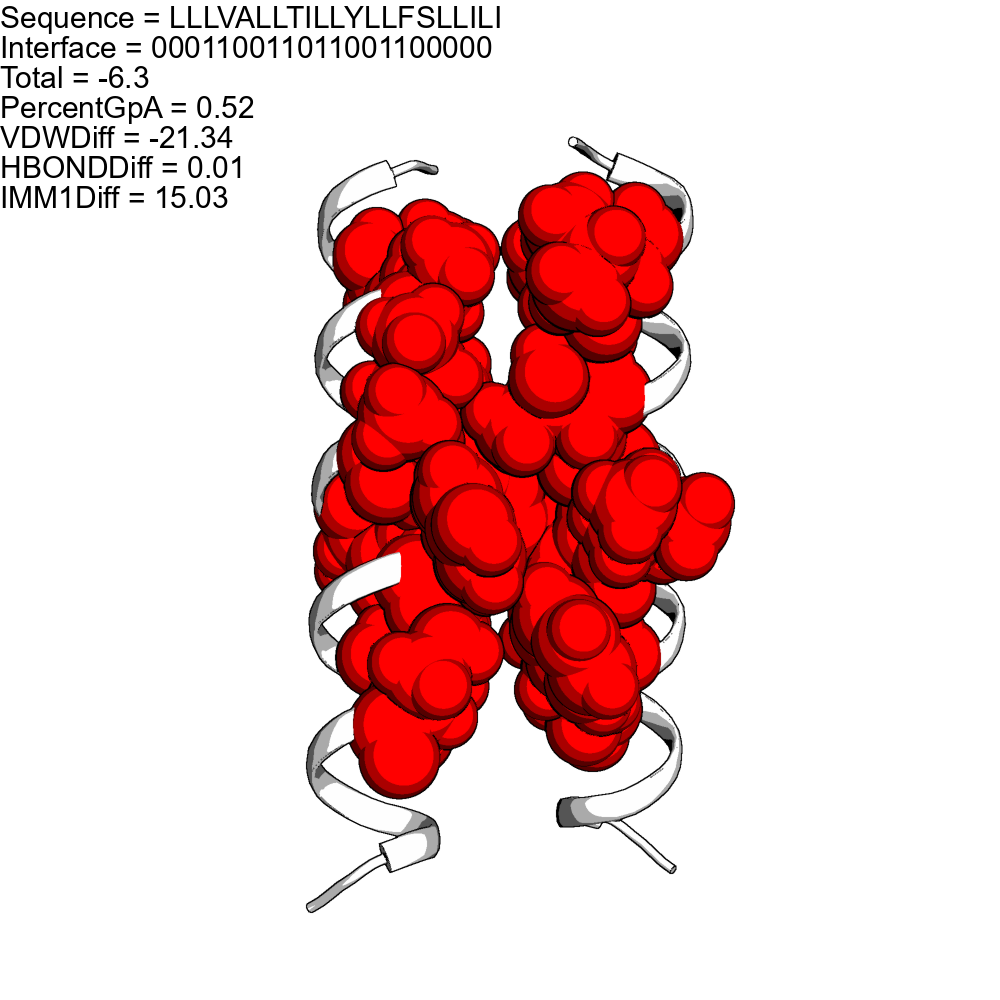 Sequence = LLLVALLTILLYLLFSLLILI
Interface = 000110011011001100000
Total = -6.3
PercentGpA = 0.52
VDWDiff = -21.34
HBONDDiff = 0.01
IMM1Diff = 15.03